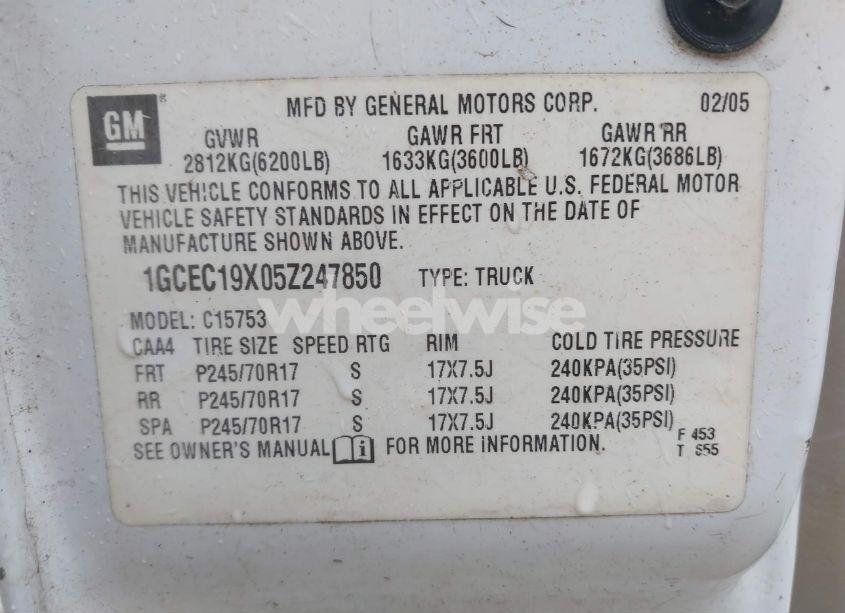 GM
MFD BY GENERAL MOTORS CORP. 02/05
GVWR GAWR FRT GAWR RR
2812KG(6200LB) 1633KG(3600LB) 1672KG(3686LB)
THIS VEHICLE CONFORMS TO ALL APPLICABLE U.S. FEDERAL MOTOR
VEHICLE SAFETY STANDARDS IN EFFECT ON THE DATE OF
MANUFACTURE SHOWN ABOVE.
1GCEC19X05Z247850 TYPE: TRUCK
wheelwise
MODEL: C15753
CAA4 TIRE SIZE SPEED RTG RIM COLD TIRE PRESSURE
FRT P245/70R17 S 17X7.5J 240KPA(35PSI)
RR P245/70R17 S 17X7.5J 240KPA(35PSI)
SPA P245/70R17 S 17X7.5J 240KPA(35PSI)
SEE OWNER'S MANUAL i FOR MORE INFORMATION.
F 453
T